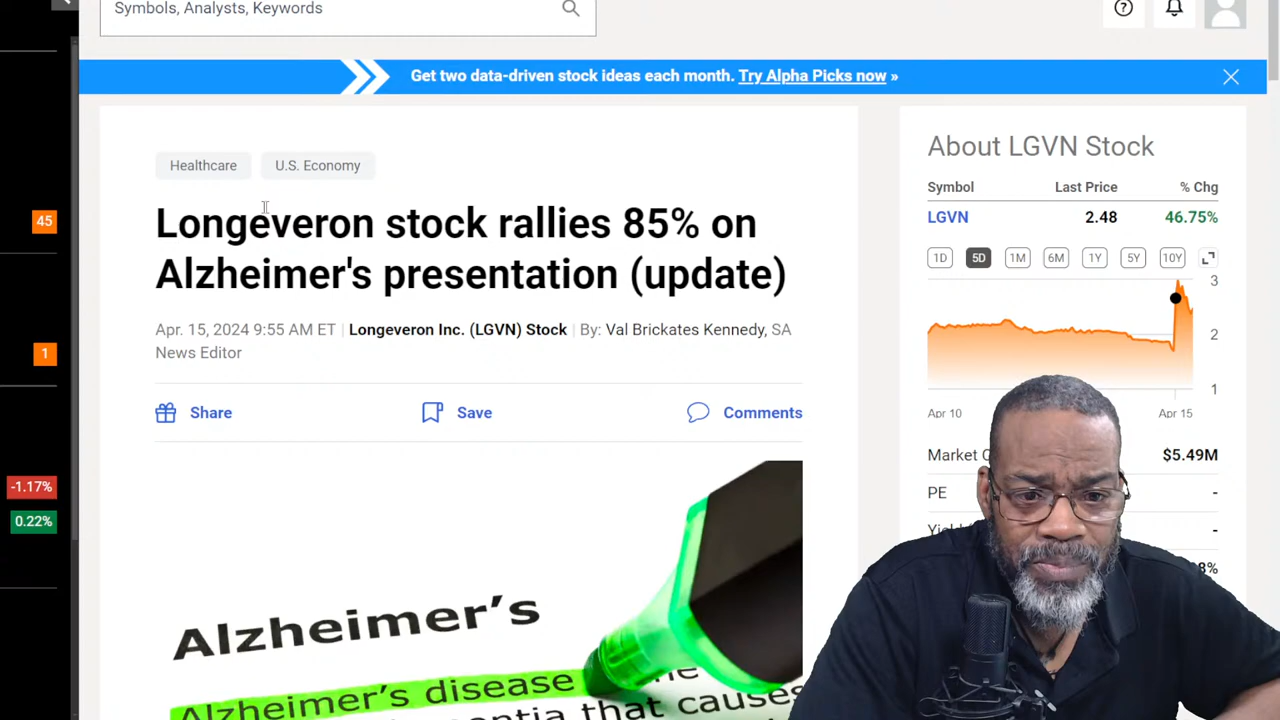 Symbols, Analysts, Keywords
Get two data-driven stock ideas each month. Try Alpha Picks now »
45
1
-1.17%
0.22%
Healthcare
U.S. Economy
Longeveron stock rallies 85% on
Alzheimer's presentation (update)
Apr. 15, 2024 9:55 AM ET | Longeveron Inc. (LGVN) Stock | By: Val Brickates Kennedy, SA
News Editor
Share
Save
Comments
Alzheimer's
Alzheimer's disease
that causes
About LGVN Stock
Symbol Last Price % Chg
LGVN 2.48 46.75%
1D 5D 1M 6M 1Y 5Y 10Y
3
2
1
Apr 10 Apr 15
Market $5.49M
PE -
-